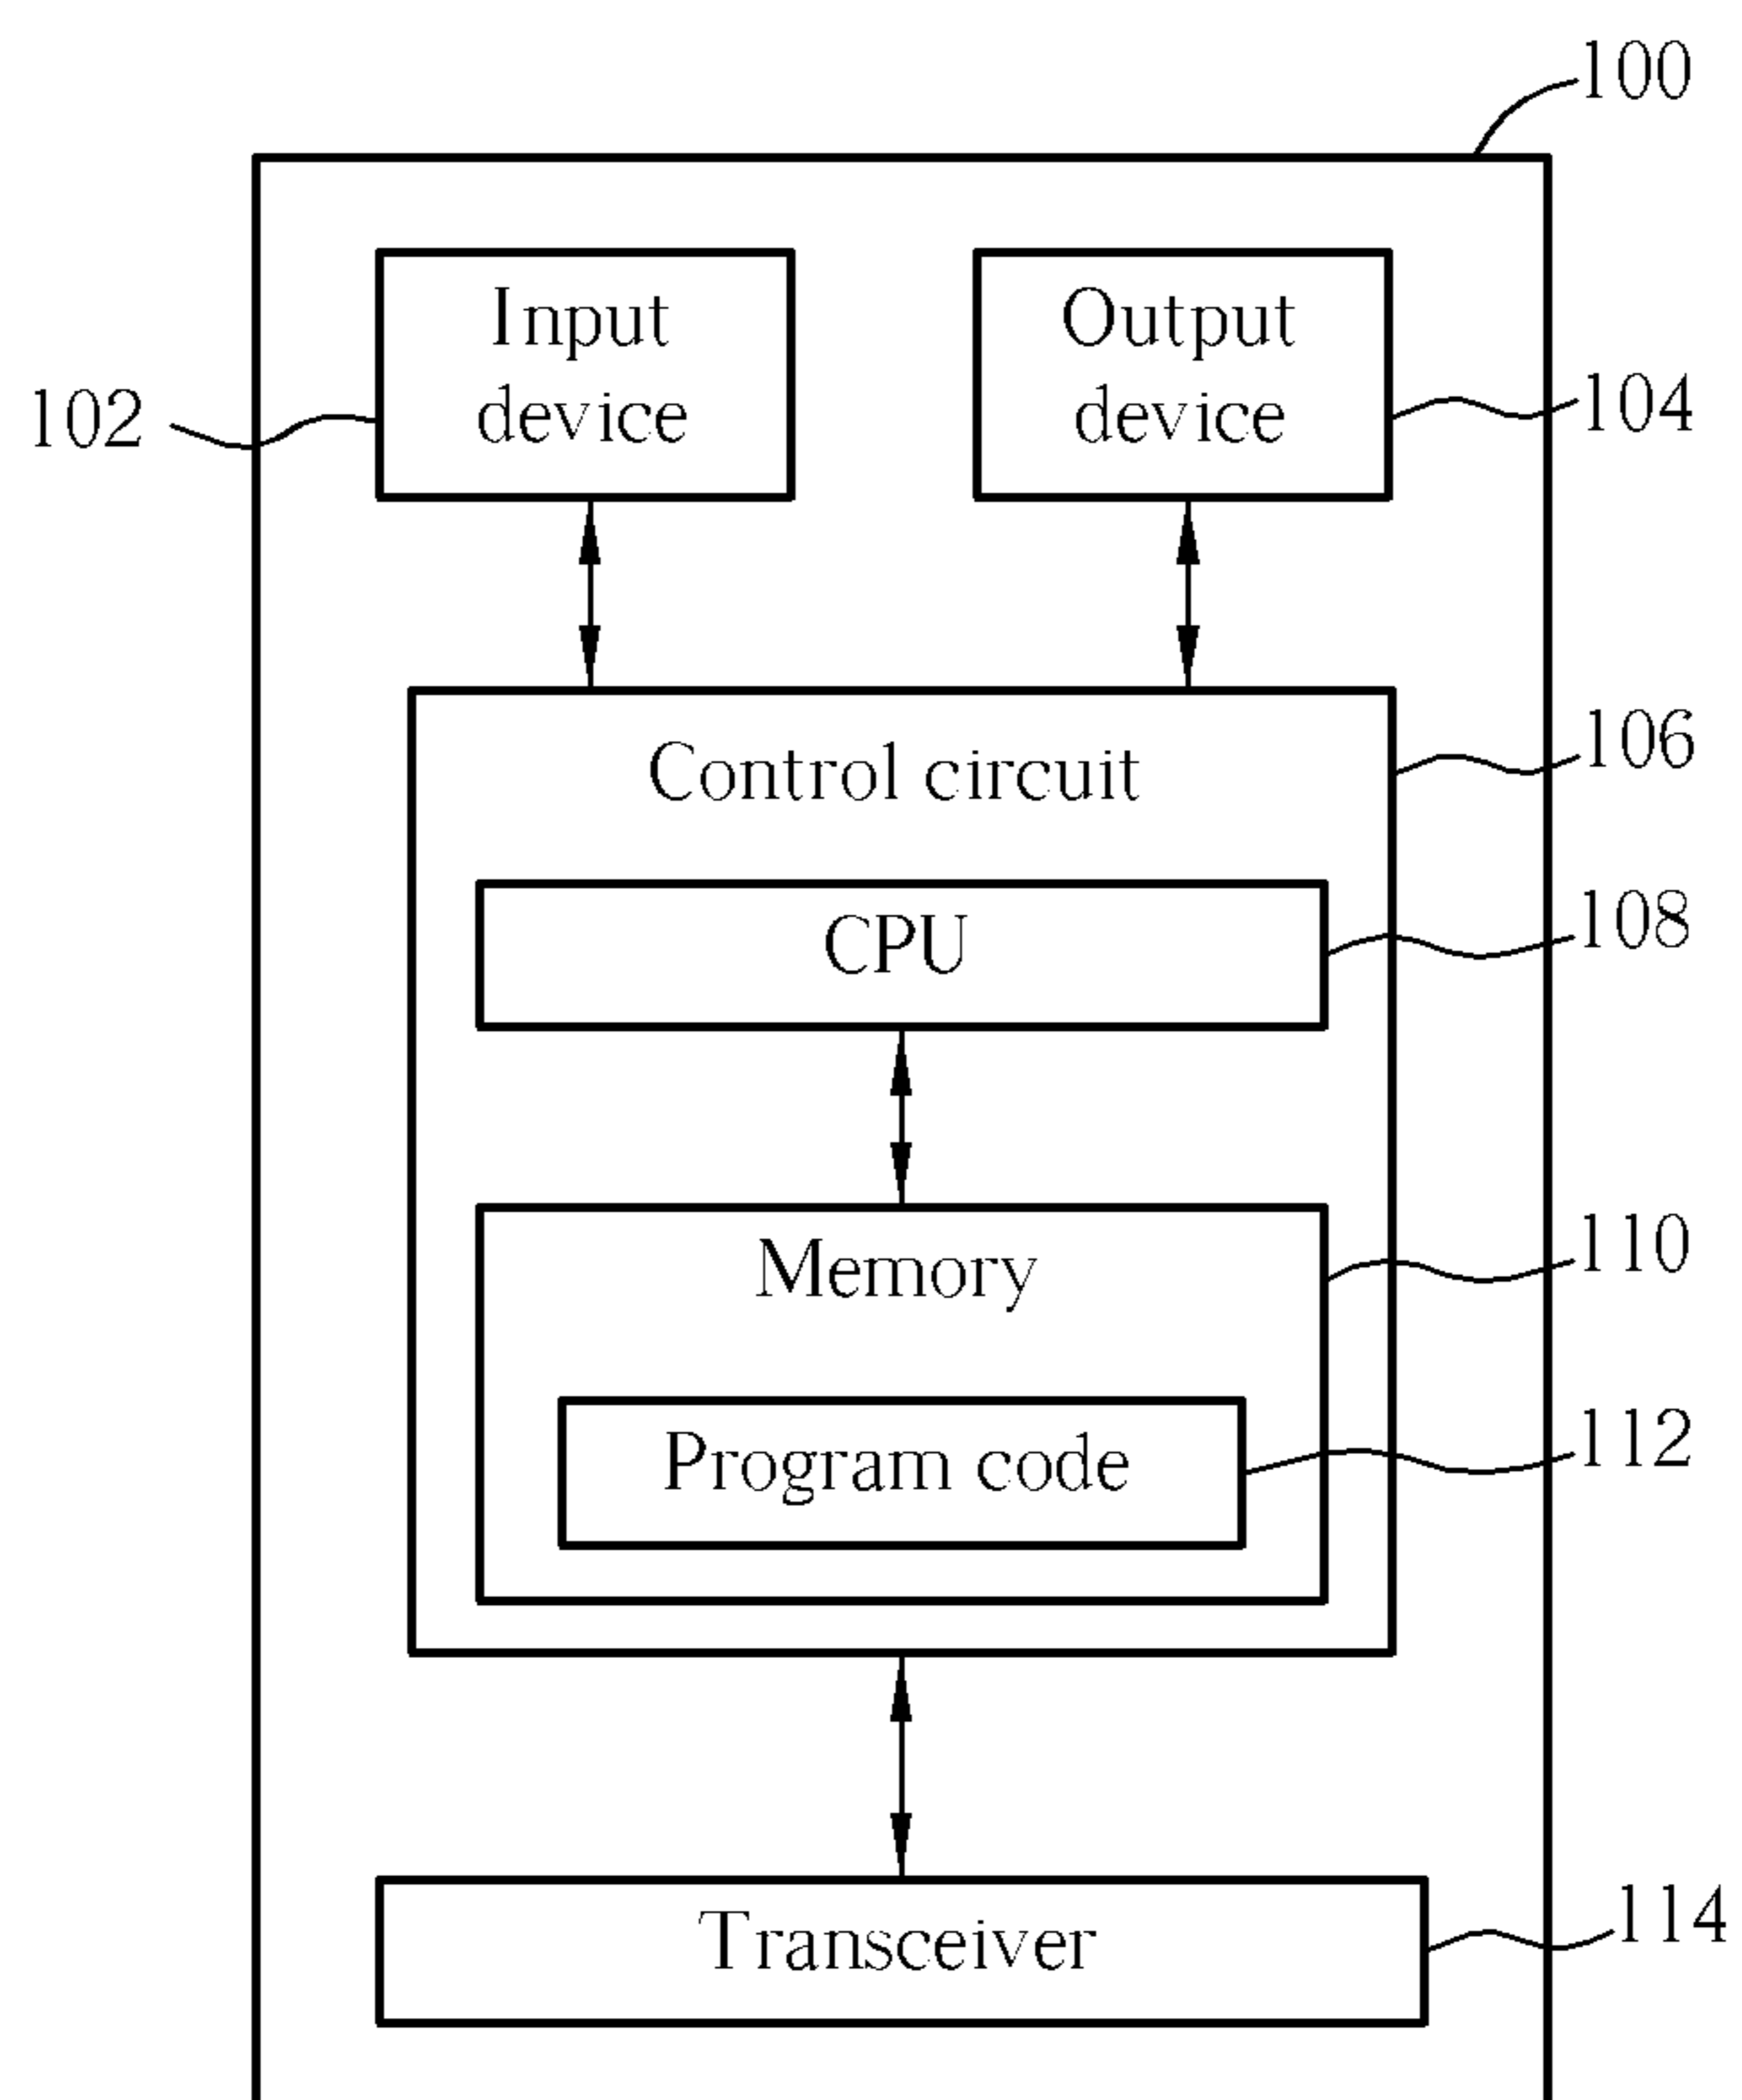 100
Input
device
Output
device
102
104
Control circuit
106
CPU
108
Memory
110
Program code
112
Transceiver
114